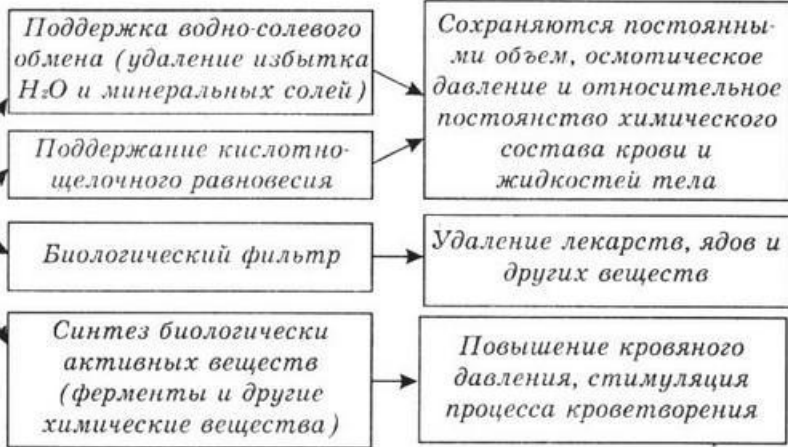 Поддержка водно-солевого
обмена (удаление избытка
H₂O и минеральных солей)
Поддержание кислотно-
щелочного равновесия
Биологический фильтр
Синтез биологически
активных веществ
(ферменты и другие
химические вещества)
Сохраняются постоянны-
ми объем, осмотическое
давление и относительное
постоянство химического
состава крови и
жидкостей тела
Удаление лекарств, ядов и
других веществ
Повышение кровяного
давления, стимуляция
процесса кроветворения